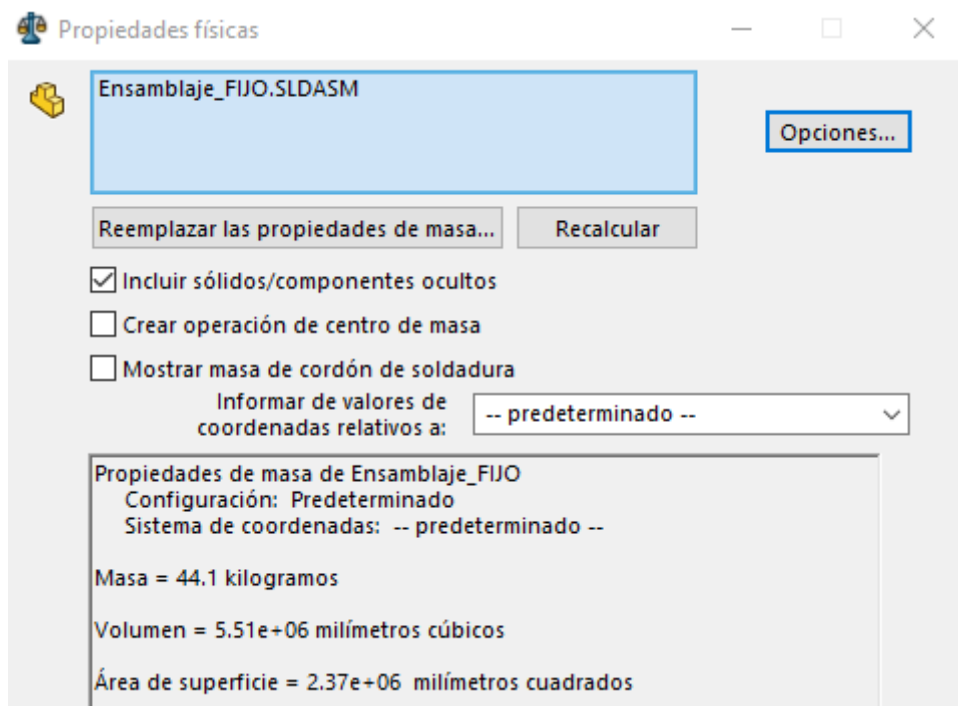 Propiedades físicas
Ensamblaje_FIJO.SLDASM
Opciones...
Reemplazar las propiedades de masa...
Recalcular
Incluir sólidos/componentes ocultos
Crear operación de centro de masa
Mostrar masa de cordón de soldadura
Informar de valores de
coordenadas relativos a:
-- predeterminado --
Propiedades de masa de Ensamblaje_FIJO
Configuración: Predeterminado
Sistema de coordenadas: -- predeterminado --
Masa = 44.1 kilogramos
Volumen = 5.51e+06 milímetros cúbicos
Área de superficie = 2.37e+06 milímetros cuadrados